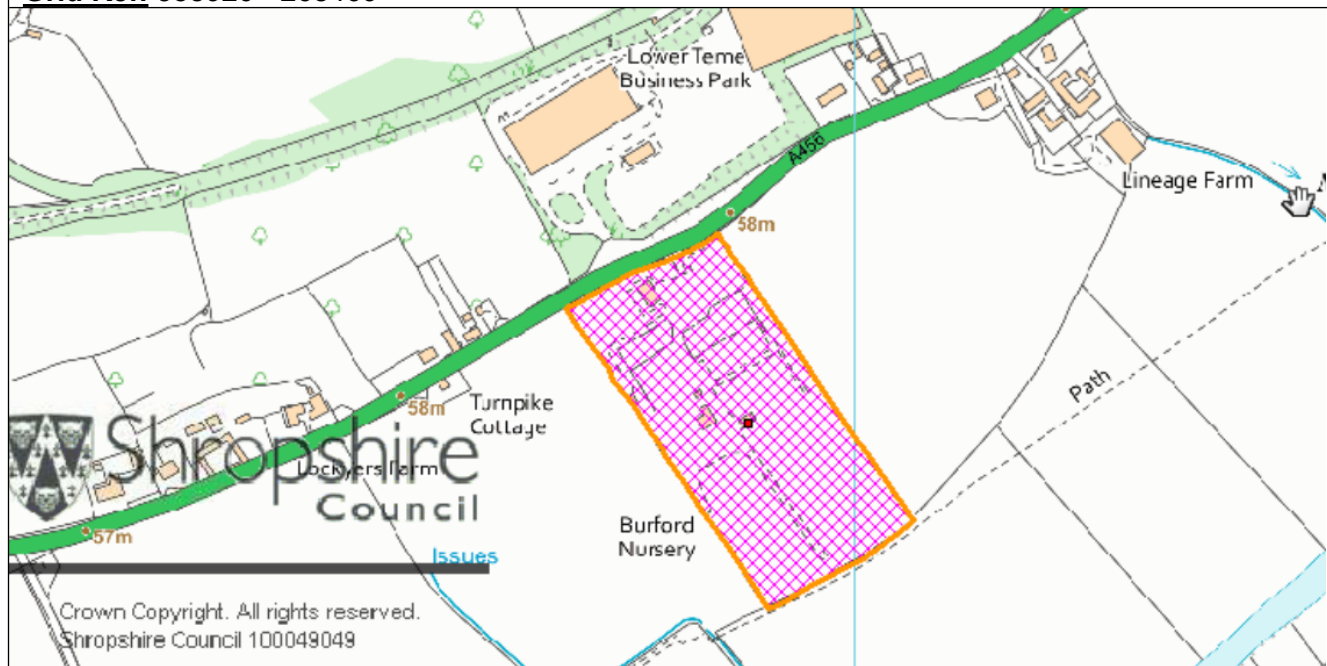 Lower Teme
Business Park
A456
Lineage Farm
58m
Path
Turnpike
Cottage
58m
Shropshire
Council
Lockyers Farm
57m
Burford
Nursery
Issues
Crown Copyright. All rights reserved.
Shropshire Council 100049049